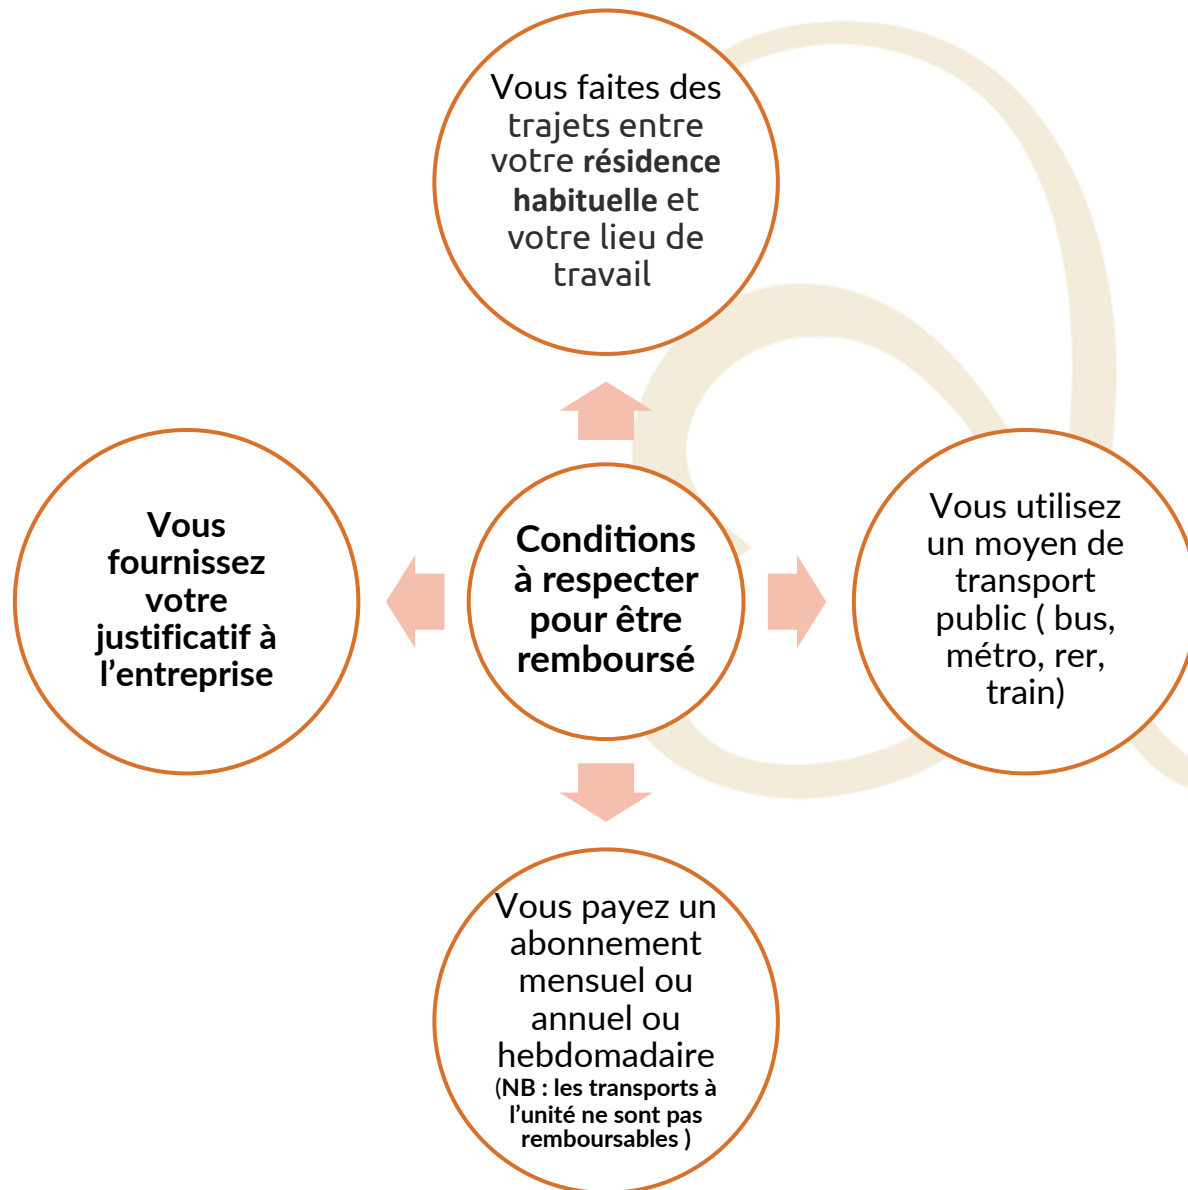 Vous faites des
trajets entre
votre résidence
habituelle et
votre lieu de
travail
Vous
fournissez
votre
justificatif à
l’entreprise
Conditions
à respecter
pour être
remboursé
Vous utilisez
un moyen de
transport
public ( bus,
métro, rer,
train)
Vous payez un
abonnement
mensuel ou
annuel ou
hebdomadaire
(NB : les transports à
l’unité ne sont pas
remboursables )